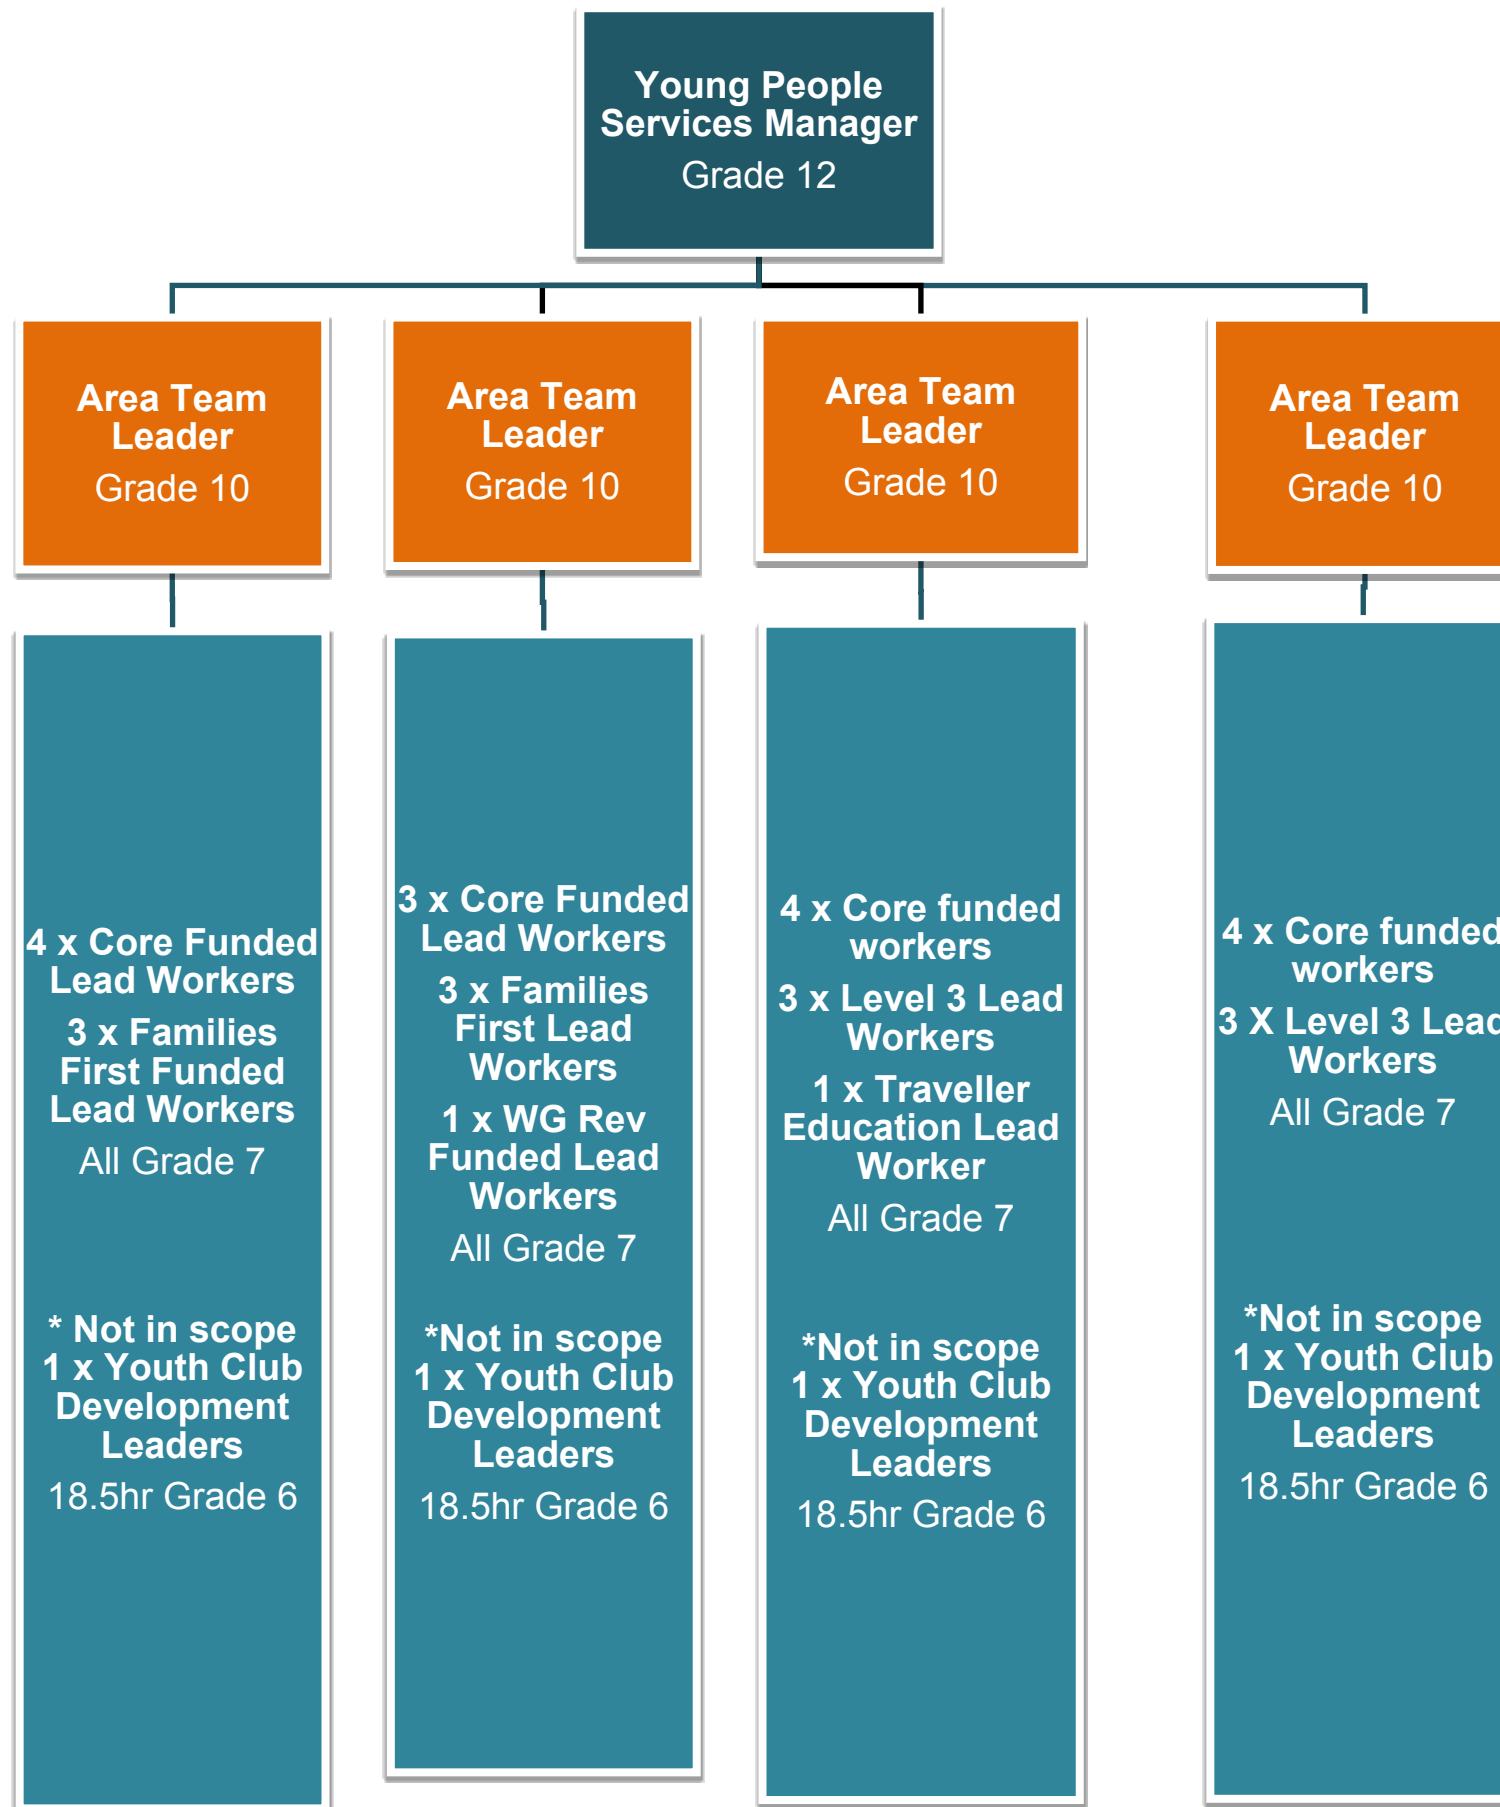 Young People
Services Manager
Grade 12
Area Team
Leader
Grade 10
Area Team
Leader
Grade 10
Area Team
Leader
Grade 10
Area Team
Leader
Grade 10
4 x Core Funded
Lead Workers
3 x Families
First Funded
Lead Workers
All Grade 7
* Not in scope
1 x Youth Club
Development
Leaders
18.5hr Grade 6
3 x Core Funded
Lead Workers
3 x Families
First Lead
Workers
1 x WG Rev
Funded Lead
Workers
All Grade 7
*Not in scope
1 x Youth Club
Development
Leaders
18.5hr Grade 6
4 x Core funded
workers
3 x Level 3 Lead
Workers
1 x Traveller
Education Lead
Worker
All Grade 7
*Not in scope
1 x Youth Club
Development
Leaders
18.5hr Grade 6
4 x Core funded
workers
3 X Level 3 Lead
Workers
All Grade 7
*Not in scope
1 x Youth Club
Development
Leaders
18.5hr Grade 6